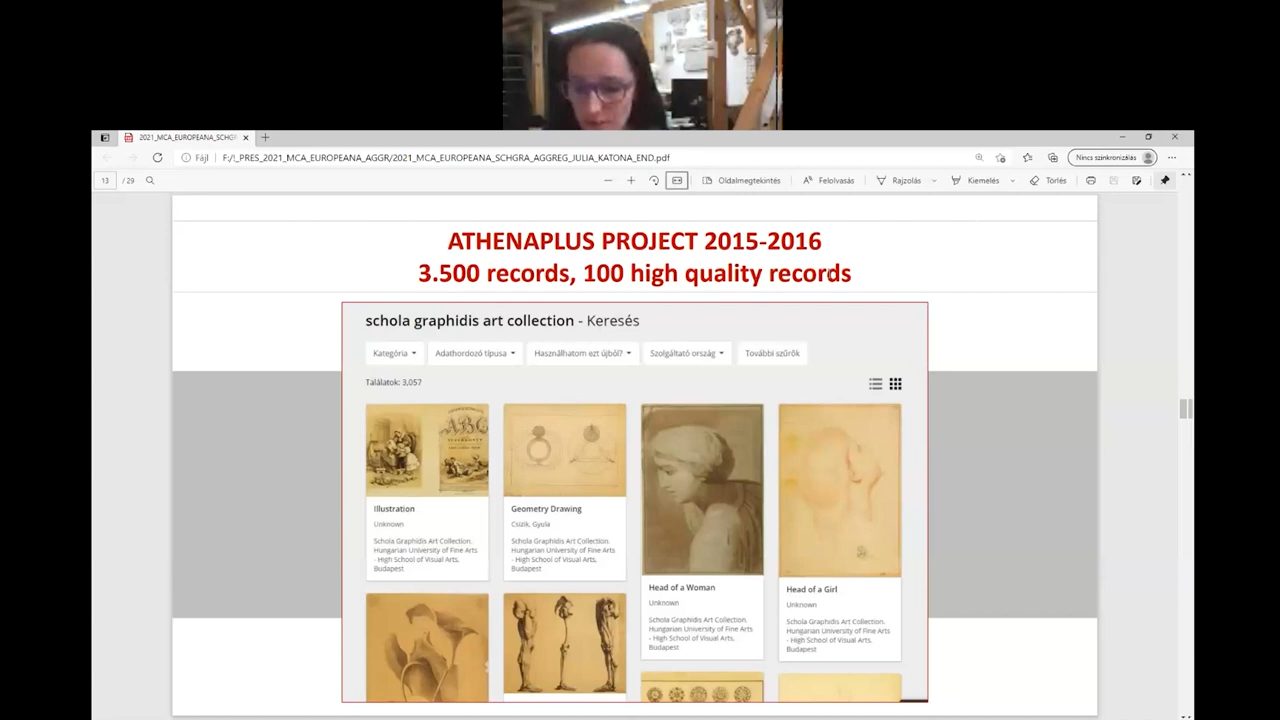 2021_MCA_EUROPEANA_SCHGR
Fájl
F:/!_PRES_2021_MCA_EUROPEANA_AGGR/2021_MCA_EUROPEANA_SCHGRA_AGGREG_JULIA_KATONA_END.pdf
Nincs szinkronizálás
13 / 29
Oldalmegtekintés
Felolvasás
Rajzolás
Kiemelés
Törlés
ATHENAPLUS PROJECT 2015-2016
3.500 records, 100 high quality records
schola graphidis art collection - Keresés
Kategória
Adathordozó típusa
Használhatom ezt újból?
Szolgáltató ország
További szűrők
Találatok: 3,057
ABC
Illustration
Unknown
Schola Graphidis Art Collection.
Hungarian University of Fine Arts
- High School of Visual Arts,
Budapest
Geometry Drawing
Csizik, Gyula
Schola Graphidis Art Collection.
Hungarian University of Fine Arts
- High School of Visual Arts,
Budapest
Head of a Woman
Unknown
Schola Graphidis Art Collection.
Hungarian University of Fine Arts
- High School of Visual Arts,
Budapest
Head of a Girl
Unknown
Schola Graphidis Art Collection.
Hungarian University of Fine Arts
- High School of Visual Arts,
Budapest